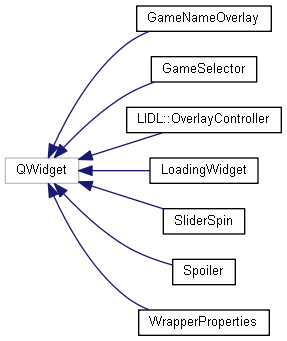 GameNameOverlay
GameSelector
LIDL::OverlayController
QWidget
LoadingWidget
SliderSpin
Spoiler
WrapperProperties